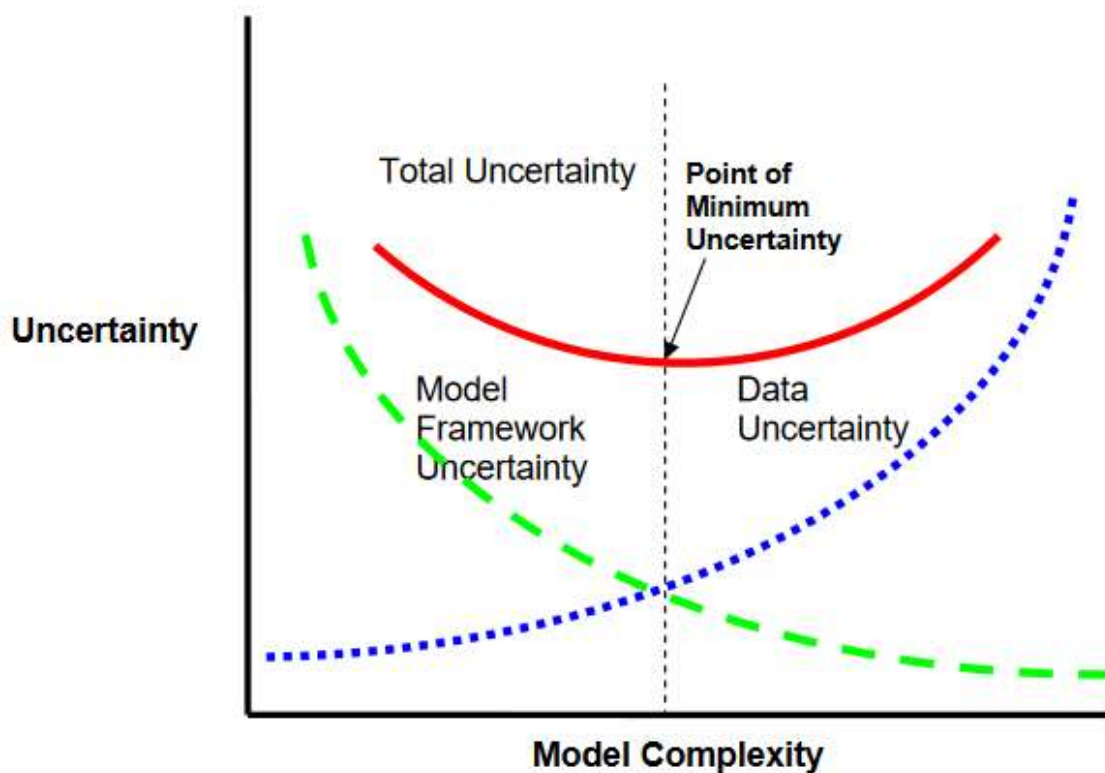 Total Uncertainty
Point of
Minimum
Uncertainty
Uncertainty
Model
Framework
Uncertainty
Data
Uncertainty
Model Complexity